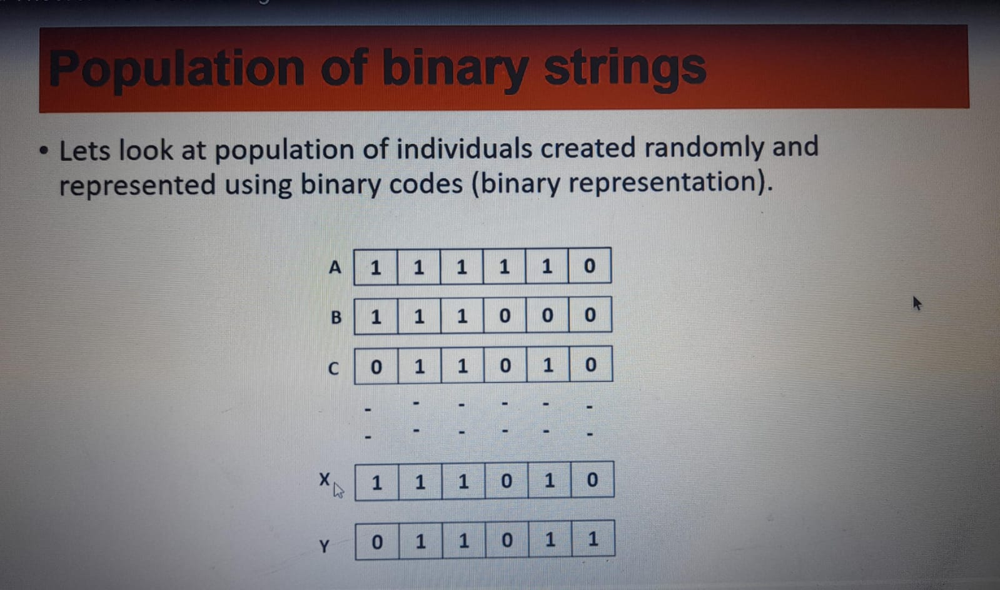 Population of binary strings
• Lets look at population of individuals created randomly and
represented using binary codes (binary representation).
A 1 1 1 1 1 0
B 1 1 1 0 0 0
C 0 1 1 0 1 0
- - - - - -
- - - - - -
X 1 1 1 0 1 0
Y 0 1 1 0 1 1